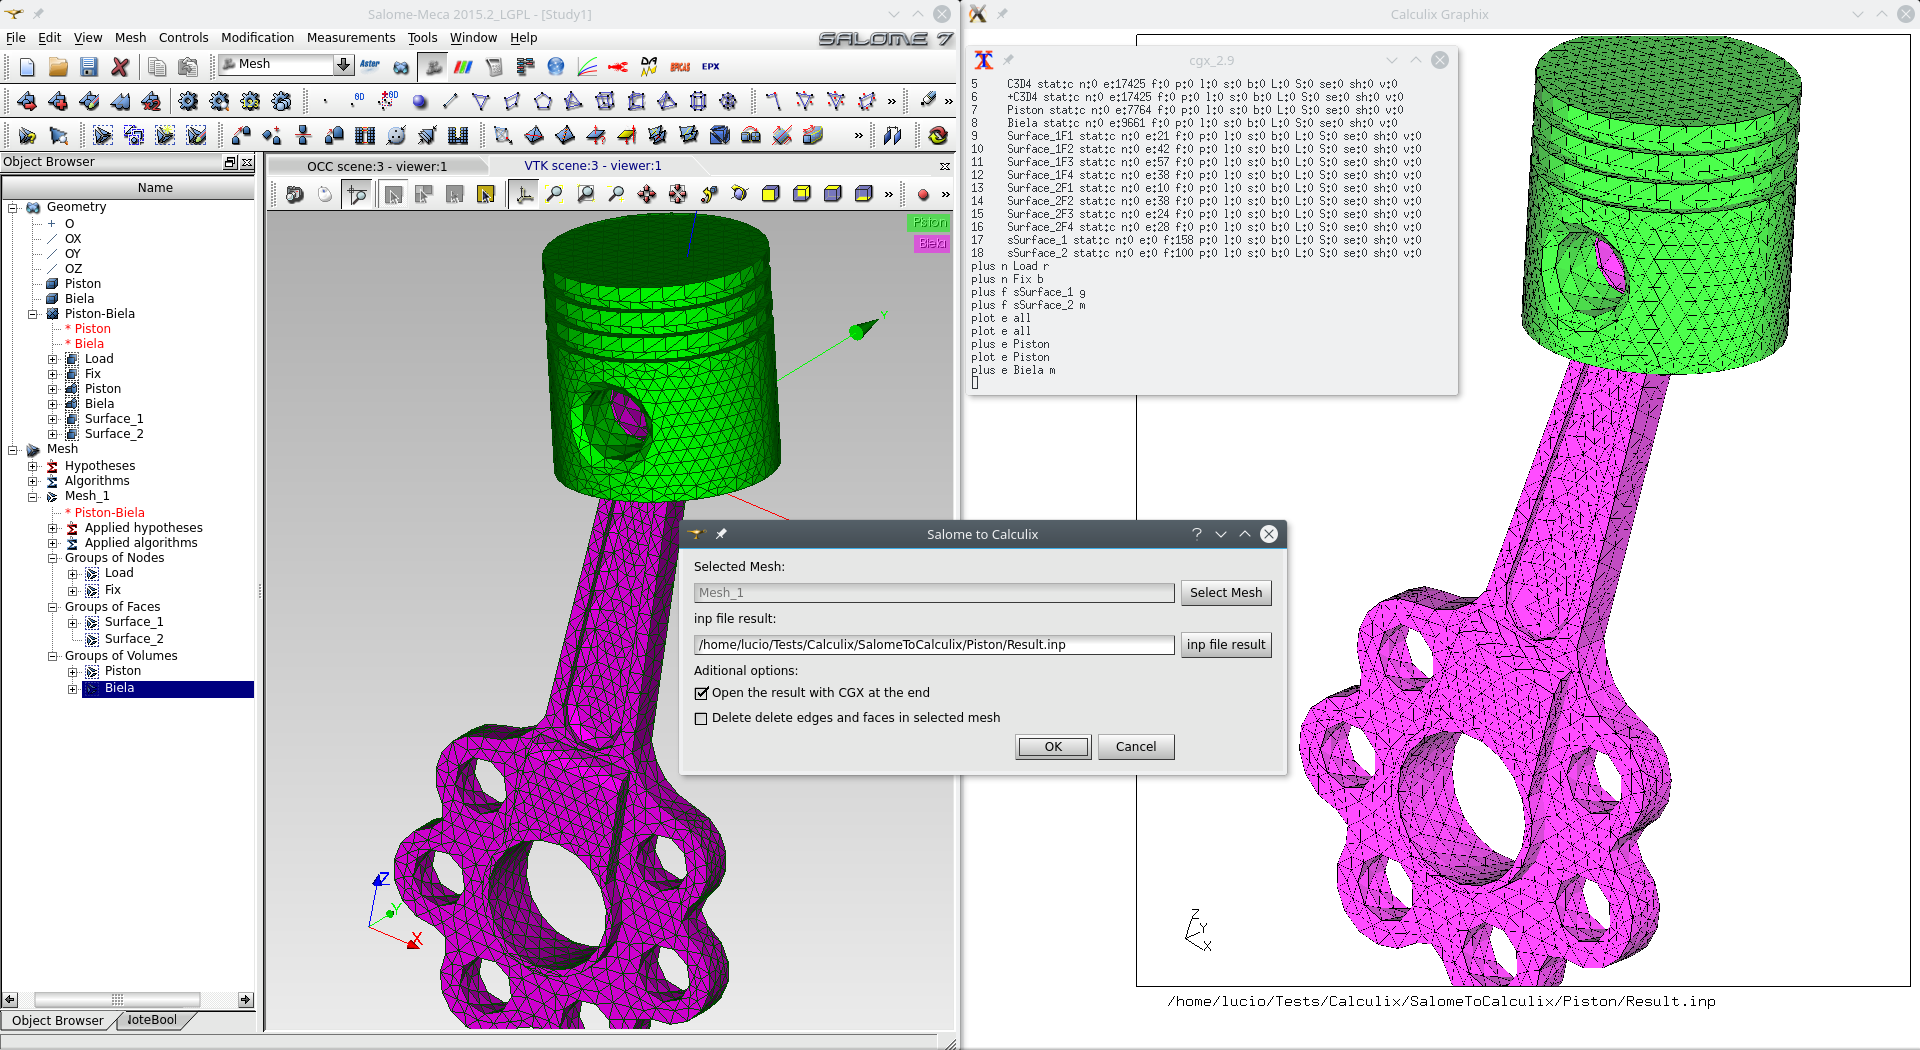 Salome-Meca 2015.2_LGPL - [Study1]
File Edit View Mesh Controls Modification Measurements Tools Window Help
SALOME 7
Mesh
Aster
EFICAS
EPX
Object Browser
Name
Geometry
O
OX
OY
OZ
Piston
Biela
Piston-Biela
* Piston
* Biela
Load
Fix
Piston
Biela
Surface_1
Surface_2
Mesh
Hypotheses
Algorithms
Mesh_1
* Piston-Biela
Applied hypotheses
Applied algorithms
Groups of Nodes
Load
Fix
Groups of Faces
Surface_1
Surface_2
Groups of Volumes
Piston
Biela
Object Browser
NoteBool
OCC scene:3 - viewer:1
VTK scene:3 - viewer:1
Piston
Biela
Y
Z
Y
X
Calculix Graphix
cgx_2.9
5 C3D4 stat:c n:0 e:17425 f:0 p:0 l:0 s:0 b:0 L:0 S:0 se:0 sh:0 v:0
6 +C3D4 stat:c n:0 e:17425 f:0 p:0 l:0 s:0 b:0 L:0 S:0 se:0 sh:0 v:0
7 Piston stat:c n:0 e:7764 f:0 p:0 l:0 s:0 b:0 L:0 S:0 se:0 sh:0 v:0
8 Biela stat:c n:0 e:9661 f:0 p:0 l:0 s:0 b:0 L:0 S:0 se:0 sh:0 v:0
9 Surface_1F1 stat:c n:0 e:21 f:0 p:0 l:0 s:0 b:0 L:0 S:0 se:0 sh:0 v:0
10 Surface_1F2 stat:c n:0 e:42 f:0 p:0 l:0 s:0 b:0 L:0 S:0 se:0 sh:0 v:0
11 Surface_1F3 stat:c n:0 e:57 f:0 p:0 l:0 s:0 b:0 L:0 S:0 se:0 sh:0 v:0
12 Surface_1F4 stat:c n:0 e:38 f:0 p:0 l:0 s:0 b:0 L:0 S:0 se:0 sh:0 v:0
13 Surface_2F1 stat:c n:0 e:10 f:0 p:0 l:0 s:0 b:0 L:0 S:0 se:0 sh:0 v:0
14 Surface_2F2 stat:c n:0 e:38 f:0 p:0 l:0 s:0 b:0 L:0 S:0 se:0 sh:0 v:0
15 Surface_2F3 stat:c n:0 e:24 f:0 p:0 l:0 s:0 b:0 L:0 S:0 se:0 sh:0 v:0
16 Surface_2F4 stat:c n:0 e:28 f:0 p:0 l:0 s:0 b:0 L:0 S:0 se:0 sh:0 v:0
17 sSurface_1 stat:c n:0 e:0 f:158 p:0 l:0 s:0 b:0 L:0 S:0 se:0 sh:0 v:0
18 sSurface_2 stat:c n:0 e:0 f:100 p:0 l:0 s:0 b:0 L:0 S:0 se:0 sh:0 v:0
plus n Load r
plus n Fix b
plus f sSurface_1 g
plus f sSurface_2 m
plot e all
plot e all
plus e Piston
plot e Piston
plus e Biela m
Salome to Calculix
Selected Mesh:
Mesh_1
Select Mesh
inp file result:
/home/lucio/Tests/Calculix/SalomeToCalculix/Piston/Result.inp
inp file result
Aditional options:
Open the result with CGX at the end
Delete delete edges and faces in selected mesh
OK
Cancel
Z
Y
X
/home/lucio/Tests/Calculix/SalomeToCalculix/Piston/Result.inp